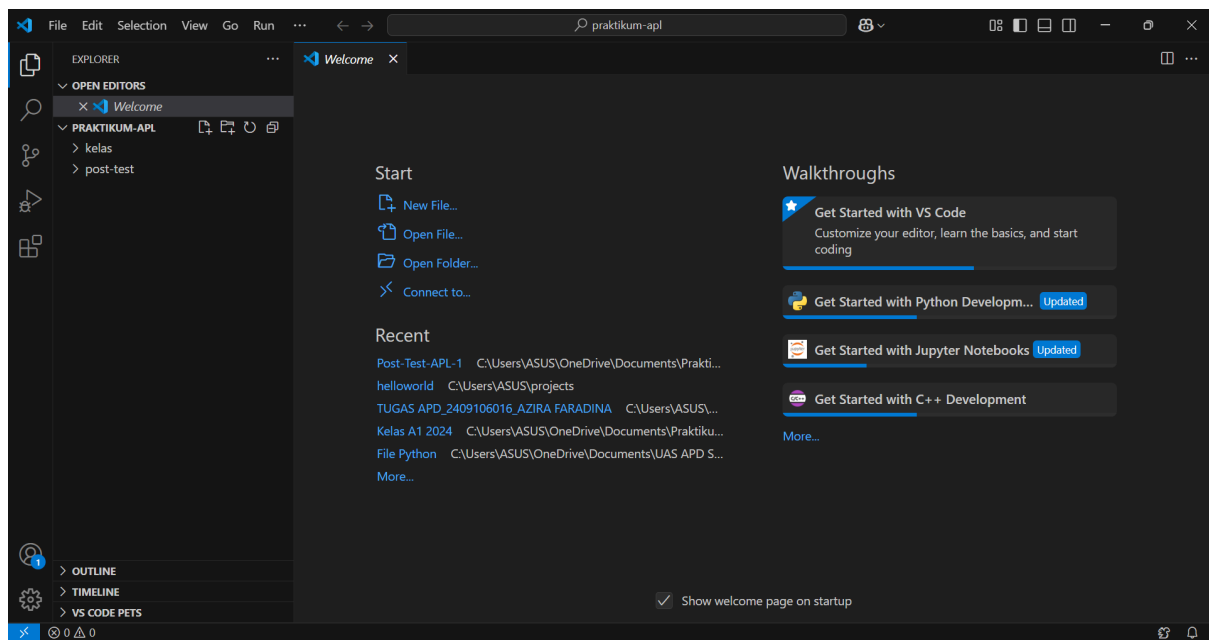 File Edit Selection View Go Run ...
praktikum-apl
EXPLORER
Welcome
OPEN EDITORS
Welcome
PRAKTIKUM-APL
kelas
post-test
OUTLINE
TIMELINE
VS CODE PETS
Start
New File...
Open File...
Open Folder...
Connect to...
Recent
Post-Test-APL-1 C:\Users\ASUS\OneDrive\Documents\Prakti...
helloworld C:\Users\ASUS\projects
TUGAS APD_2409106016_AZIRA FARADINA C:\Users\ASUS\...
Kelas A1 2024 C:\Users\ASUS\OneDrive\Documents\Praktiku...
File Python C:\Users\ASUS\OneDrive\Documents\UAS APD S...
More...
Walkthroughs
Get Started with VS Code
Customize your editor, learn the basics, and start
coding
Get Started with Python Developm... Updated
Get Started with Jupyter Notebooks Updated
C/C++ Get Started with C++ Development
More...
Show welcome page on startup
1
0 0